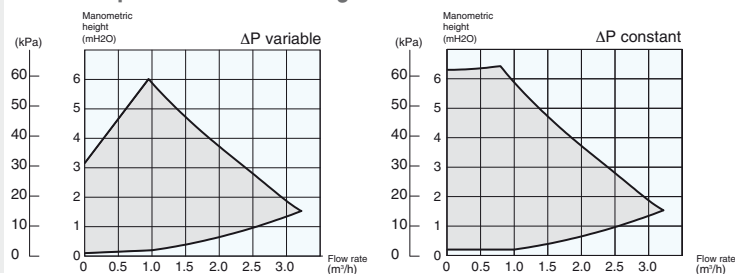 Manometric
height
(mH2O)
(kPa)
ΔP variable
60
50
40
30
20
10
0
6
5
4
3
2
1
0
0 0.5 1.0 1.5 2.0 2.5 3.0
Flow rate
(m³/h)
Manometric
height
(mH2O)
(kPa)
ΔP constant
60
50
40
30
20
10
0
6
5
4
3
2
1
0
0 0.5 1.0 1.5 2.0 2.5 3.0
Flow rate
(m³/h)